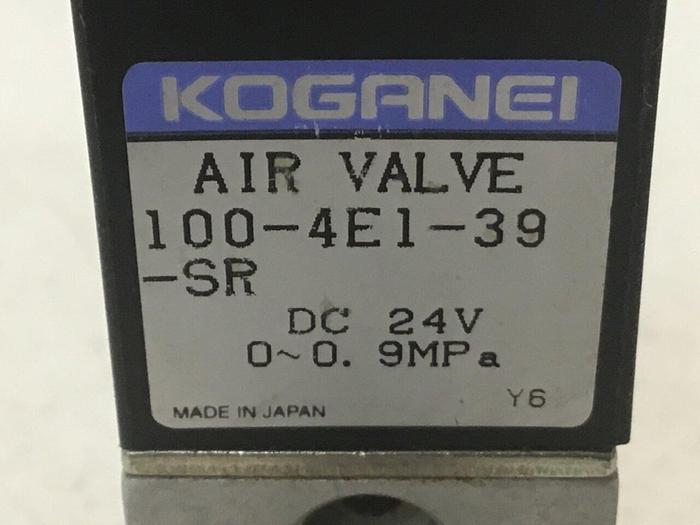 KOGANEI
AIR VALVE
100-4E1-39
-SR
DC 24V
0~0.9MPa
MADE IN JAPAN Y6